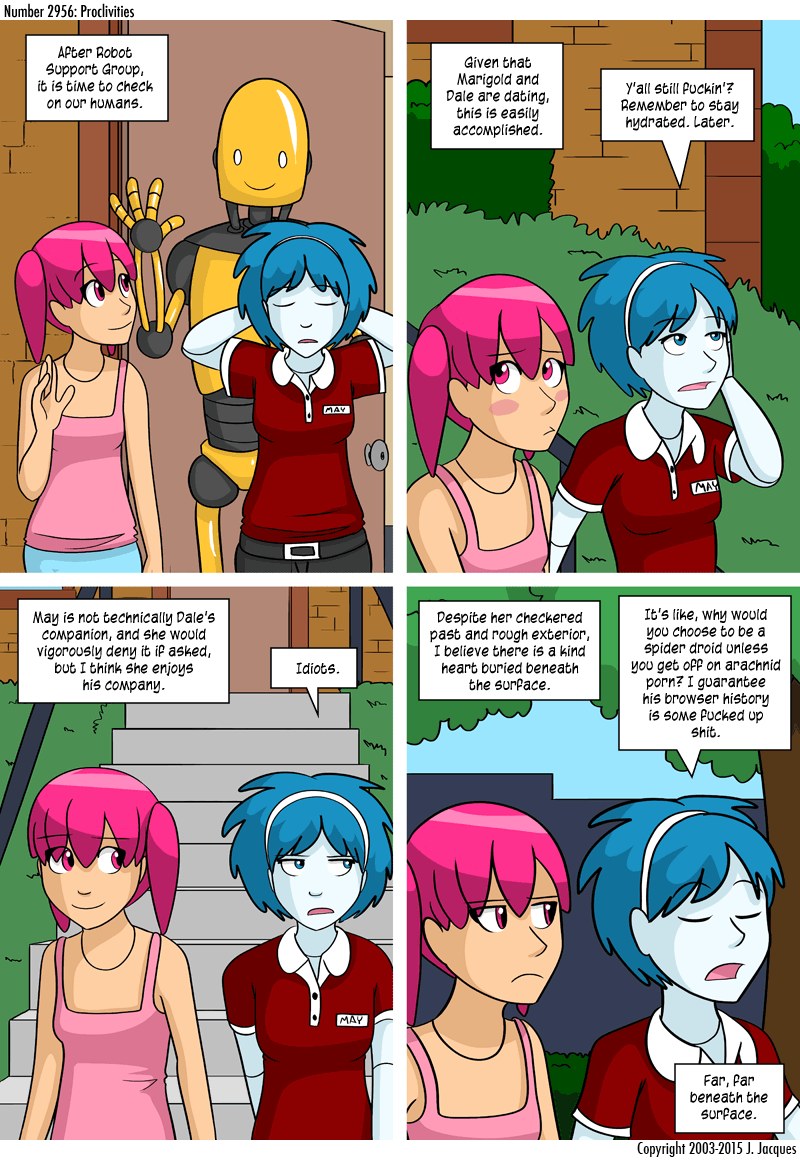 Number 2956: Proclivities
After Robot
Support Group,
it is time to check
on our humans.
MAY
Given that
Marigold and
Dale are dating,
this is easily
accomplished.
Y'all still fuckin'?
Remember to stay
hydrated. Later.
MAY
May is not technically Dale's
companion, and she would
vigorously deny it if asked,
but I think she enjoys
his company.
Idiots.
MAY
Despite her checkered
past and rough exterior,
I believe there is a kind
heart buried beneath
the surface.
It's like, why would
you choose to be a
spider droid unless
you get off on arachnid
porn? I guarantee
his browser history
is some fucked up
shit.
Far, far
beneath the
surface.
Copyright 2003-2015 J. Jacques